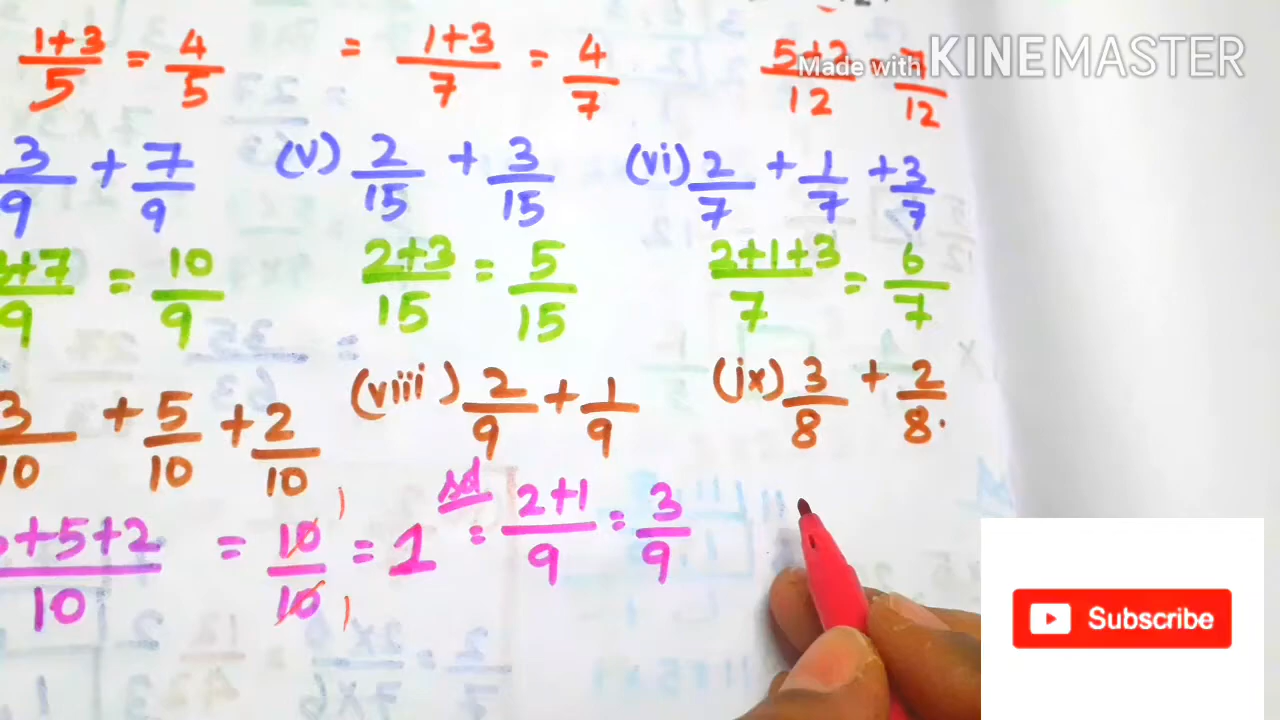 1+3/5 = 4/5 = 1+3/7 = 4/7 5+2/12 = 7/12
Made with KINEMASTER
3/9 + 7/9 (v) 2/15 + 3/15 (vi) 2/7 + 1/7 + 3/7
3+7/9 = 10/9 2+3/15 = 5/15 2+1+3/7 = 6/7
3/10 + 5/10 + 2/10 (viii) 2/9 + 1/9 (ix) 3/8 + 2/8.
+5+2/10 = 10/10 = 1 Sol = 2+1/9 = 3/9
1
1
Subscribe